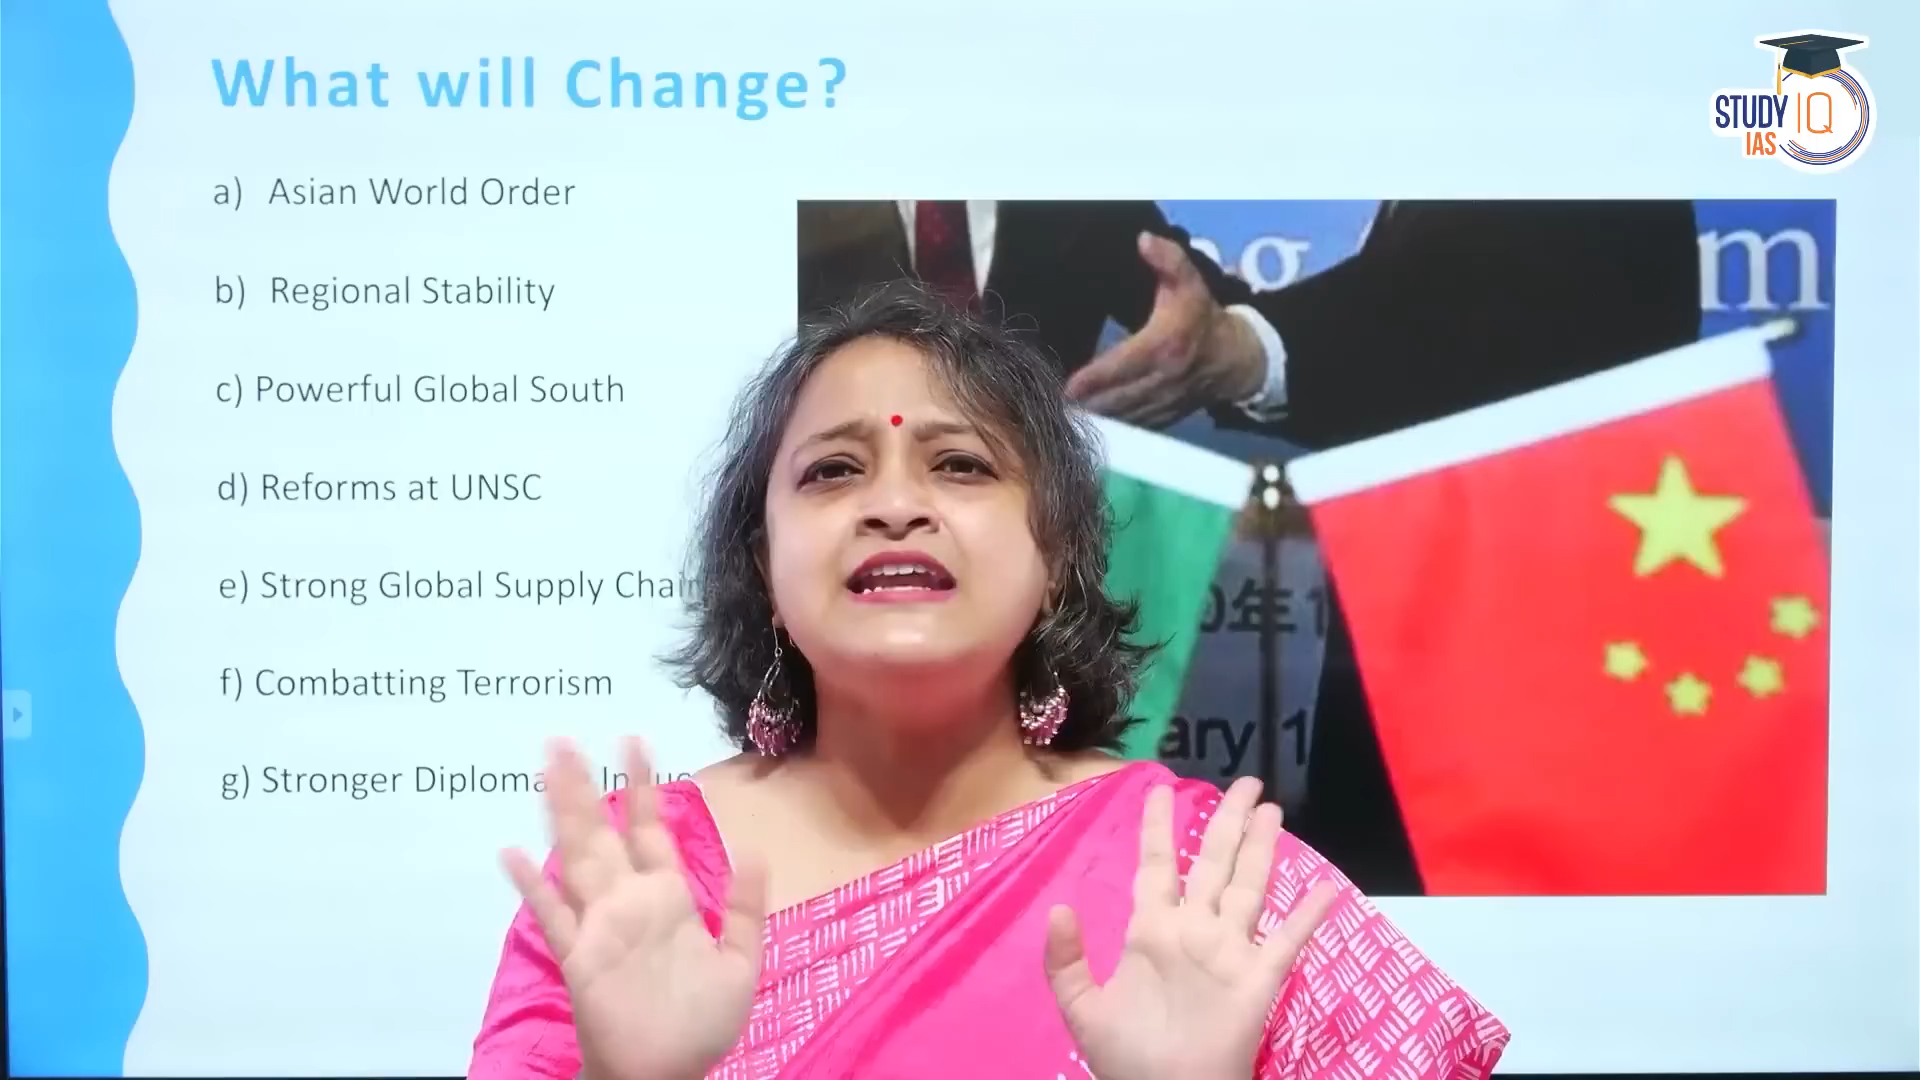 What will Change?
STUDY IQ
IAS
a) Asian World Order
b) Regional Stability
c) Powerful Global South
d) Reforms at UNSC
e) Strong Global Supply
f) Combatting Terrorism
g) Stronger